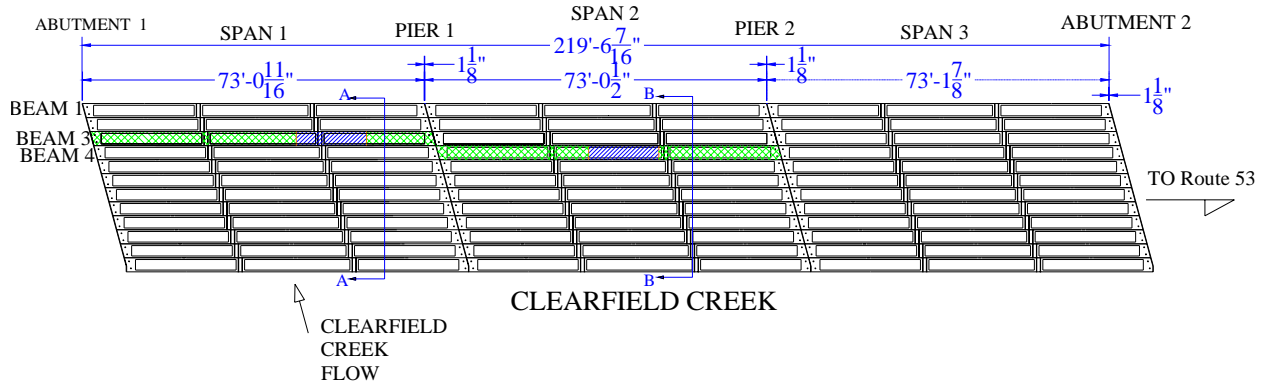 ABUTMENT 1
SPAN 1
PIER 1
SPAN 2
PIER 2
SPAN 3
ABUTMENT 2
219'-6 7/16"
73'-0 11/16"
1 1/8"
73'-0 1/2"
1 1/8"
73'-1 7/8"
1 1/8"
A
B
BEAM 1
BEAM 3
BEAM 4
TO Route 53
A
B
CLEARFIELD CREEK
CLEARFIELD
CREEK
FLOW